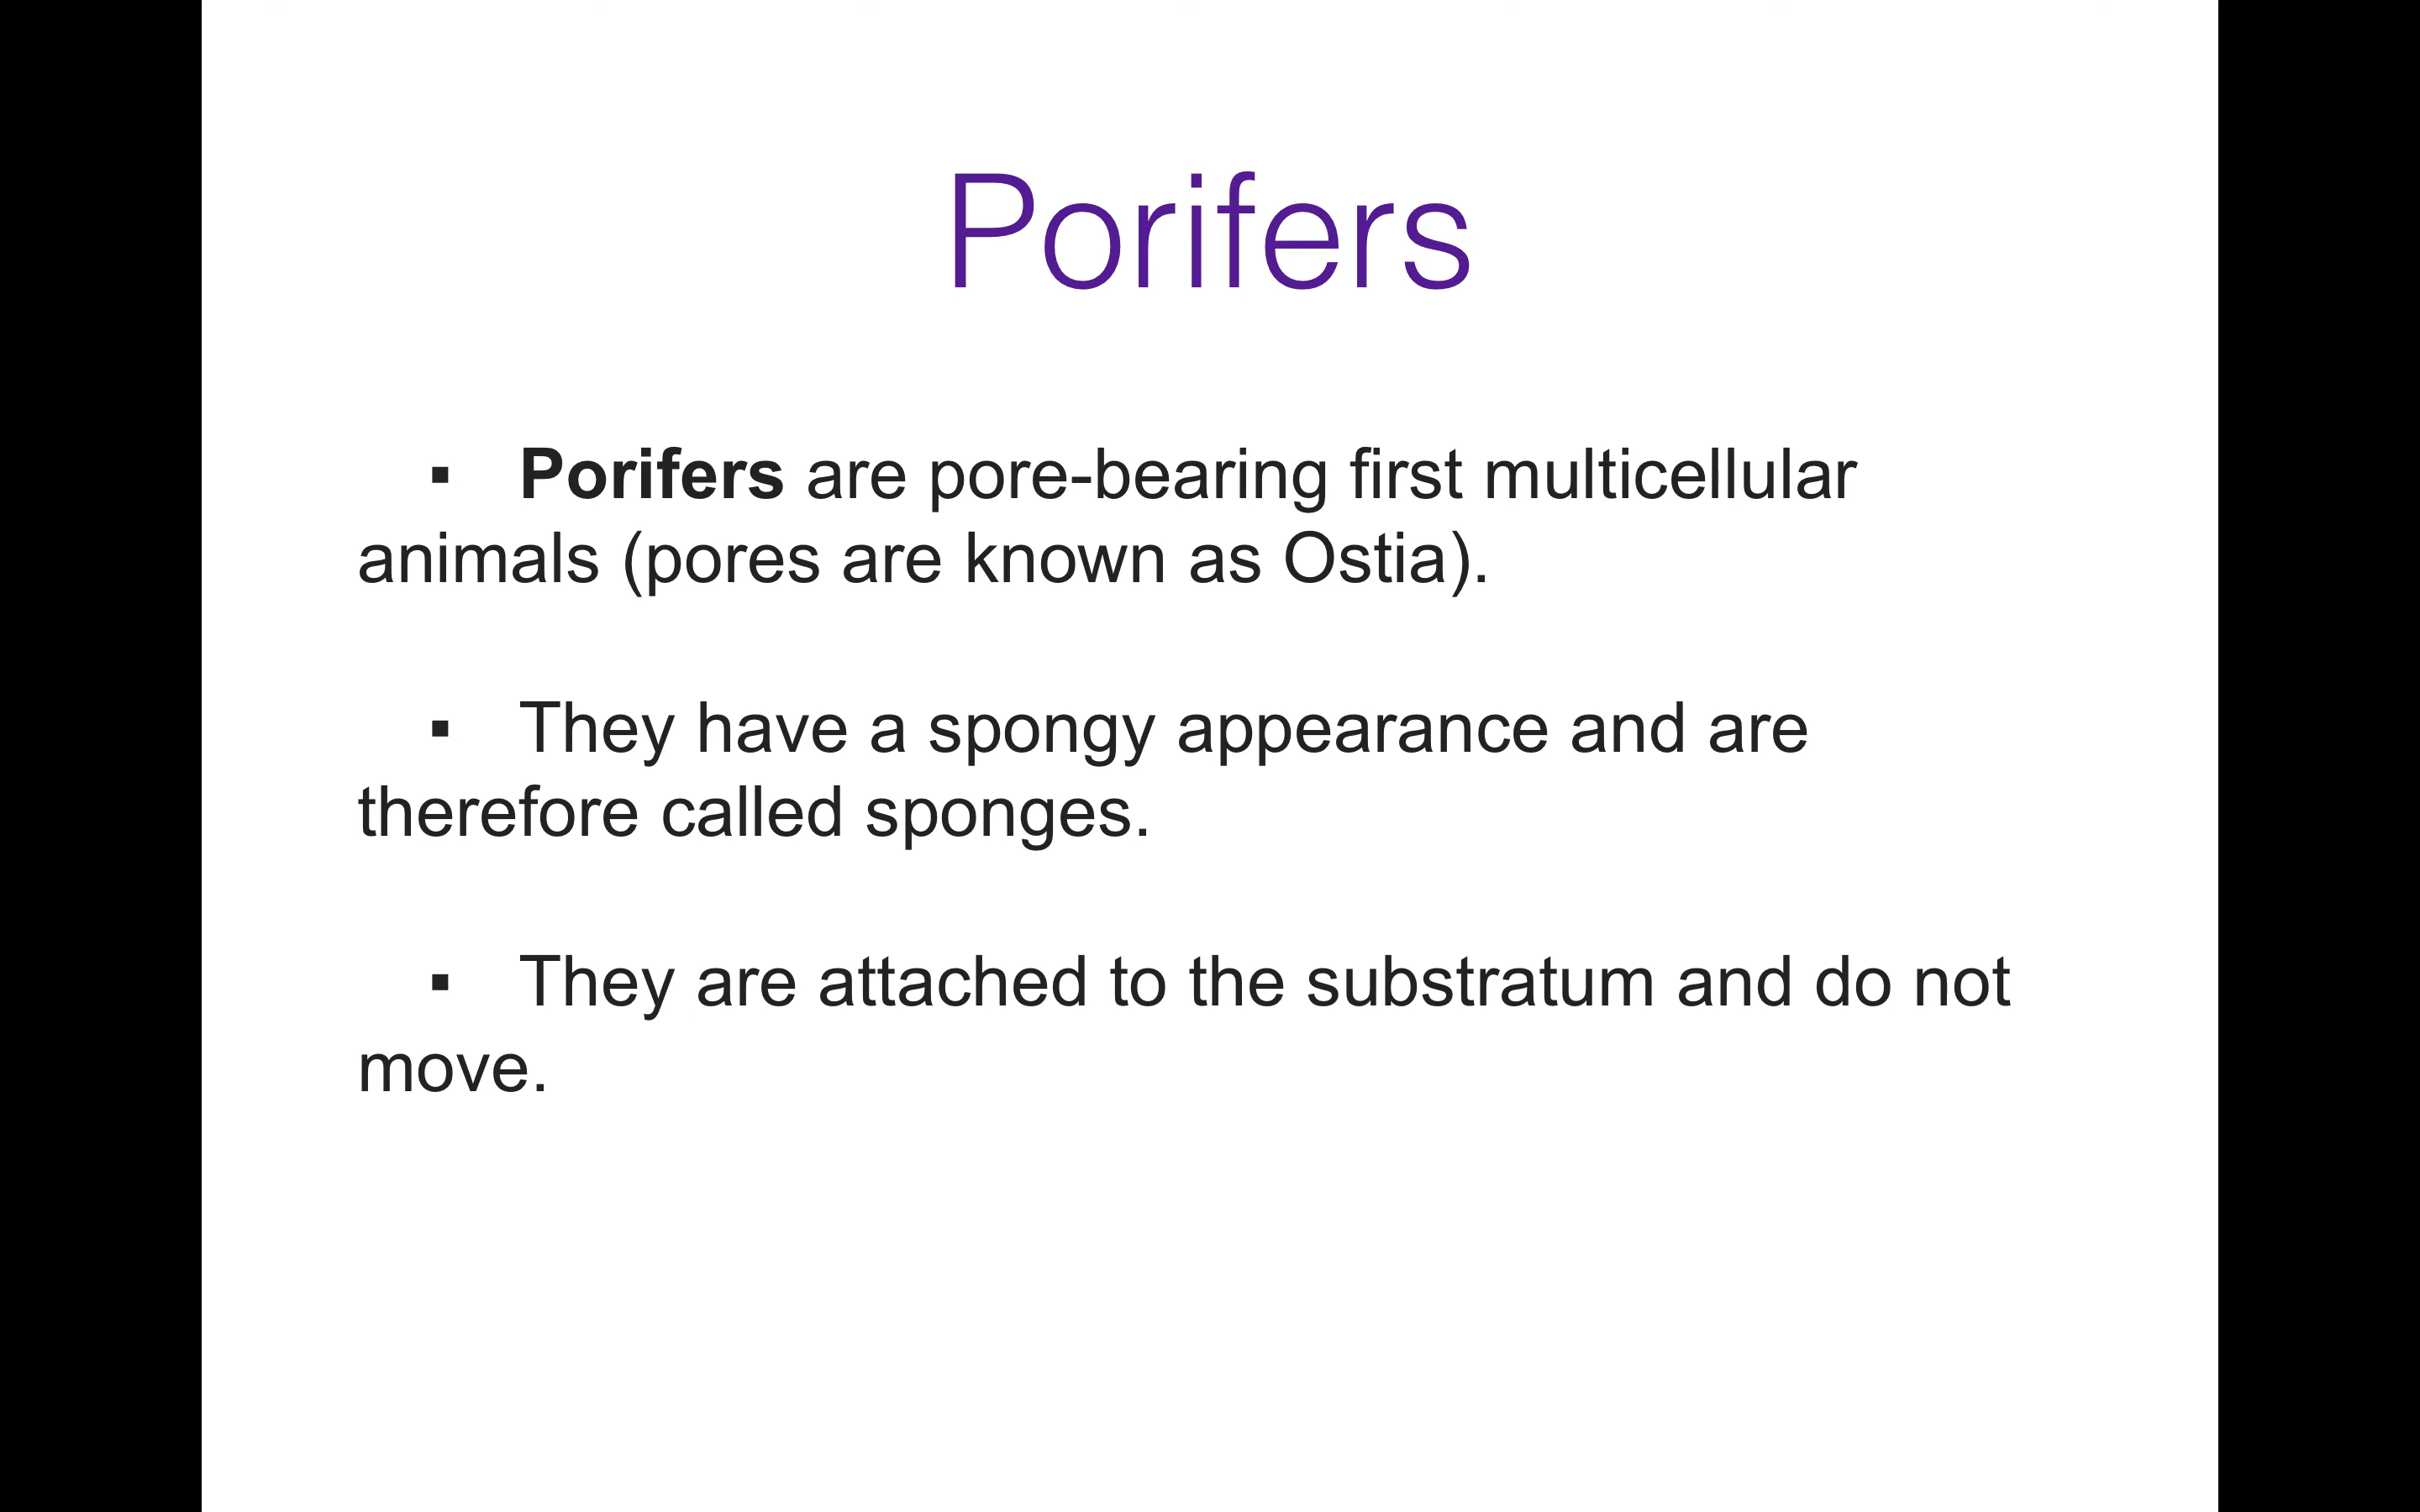 Porifers
▪ Porifers are pore-bearing first multicellular
animals (pores are known as Ostia).
▪ They have a spongy appearance and are
therefore called sponges.
▪ They are attached to the substratum and do not
move.